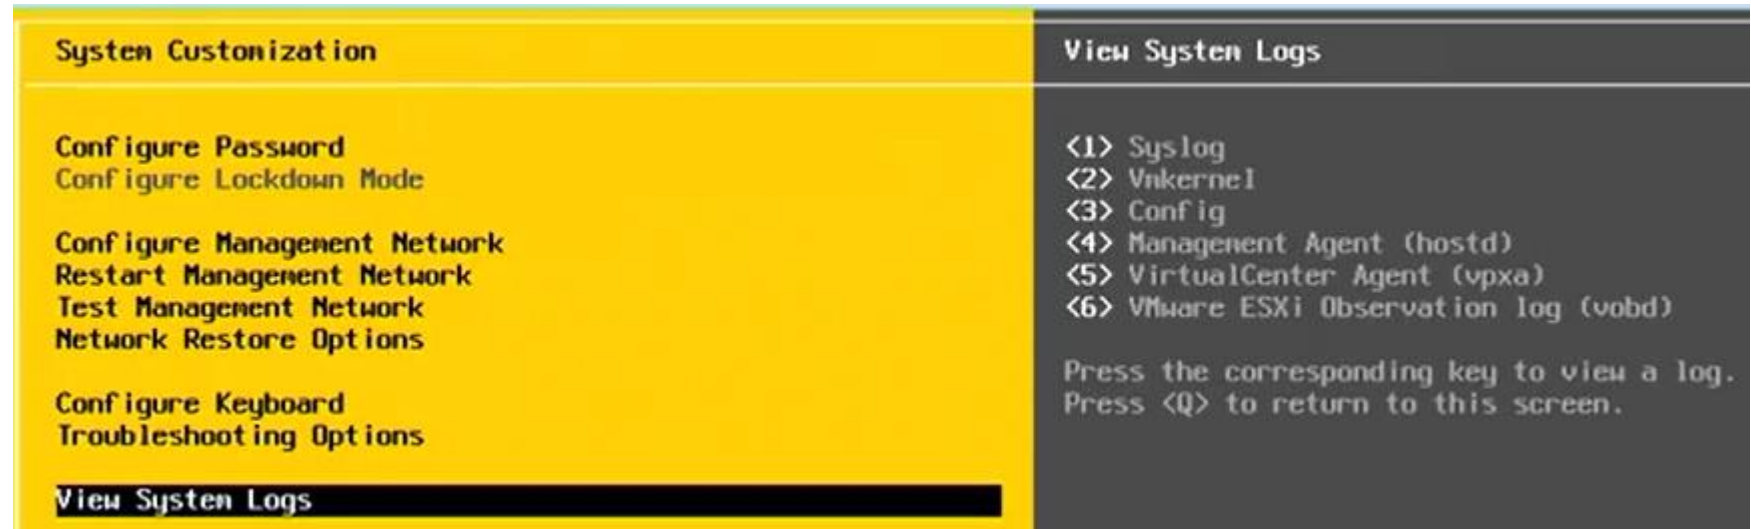 System Customization
Configure Password
Configure Lockdown Mode
Configure Management Network
Restart Management Network
Test Management Network
Network Restore Options
Configure Keyboard
Troubleshooting Options
View System Logs
View System Logs
<1> Syslog
<2> Vmkernel
<3> Config
<4> Management Agent (hostd)
<5> VirtualCenter Agent (vpxa)
<6> VMware ESXi Observation log (vobd)
Press the corresponding key to view a log.
Press <Q> to return to this screen.